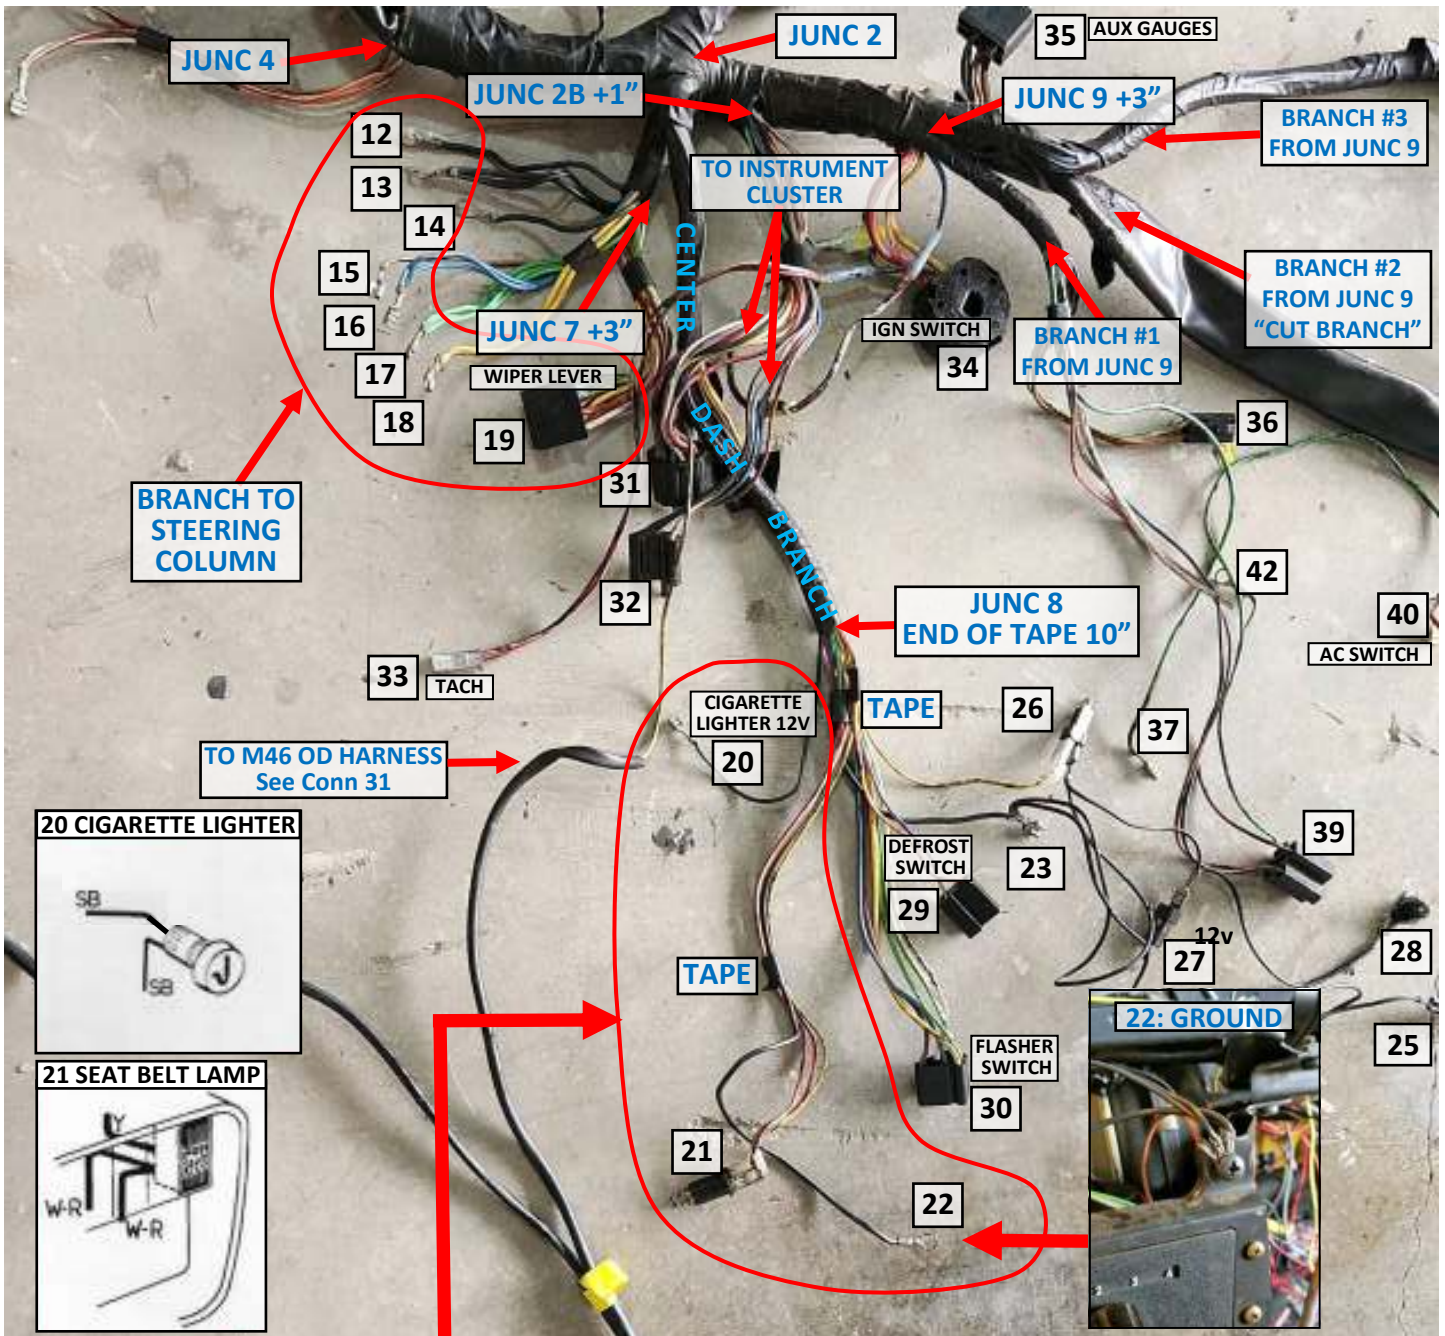 35
AUX GAUGES
JUNC 2
JUNC 4
JUNC 2B +1"
JUNC 9 +3”
BRANCH #3
FROM JUNC 9
12
13
14
TO INSTRUMENT
CLUSTER
CENTER
15
16
17
18
JUNC 7 +3”
WIPER LEVER
19
IGN SWITCH
34
BRANCH #1
FROM JUNC 9
BRANCH #2
FROM JUNC 9
“CUT BRANCH”
36
DASH
BRANCH
31
BRANCH TO
STEERING
COLUMN
32
42
JUNC 8
END OF TAPE 10”
40
AC SWITCH
33
TACH
CIGARETTE
LIGHTER 12V
20
TAPE
26
37
TO M46 OD HARNESS
See Conn 31
20 CIGARETTE LIGHTER
SB
SB
DEFROST
SWITCH
29
23
39
12v
27
28
TAPE
22: GROUND
25
FLASHER
SWITCH
30
21 SEAT BELT LAMP
Y
W-R
W-R
21
22
2 3 4